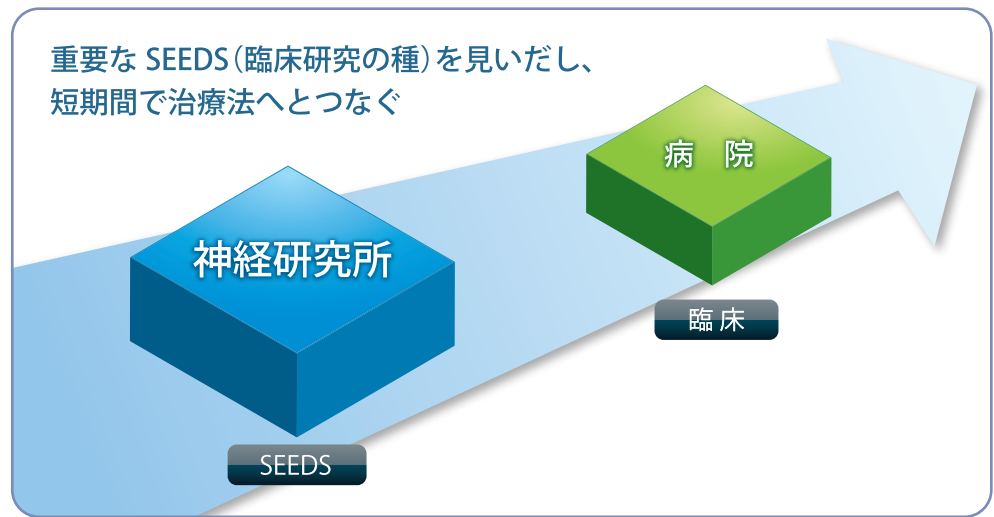 重要な SEEDS（臨床研究の種）を見いだし、
短期間で治療法へとつなぐ
病　院
神経研究所
臨 床
SEEDS